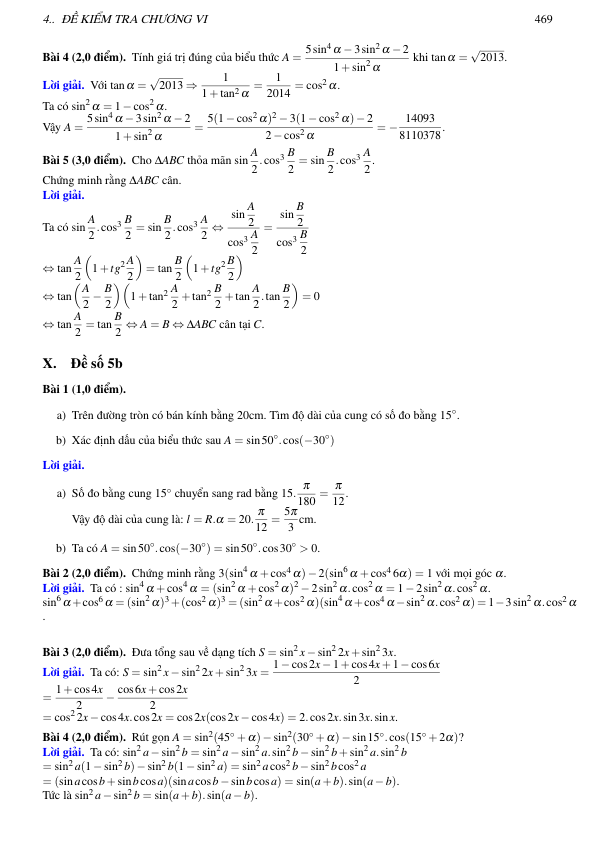 4.. ĐỀ KIỂM TRA CHƯƠNG VI 469
Bài 4 (2,0 điểm). Tính giá trị đúng của biểu thức $A = \frac{5\sin^4\alpha - 3\sin^2\alpha - 2}{1+\sin^2\alpha}$ khi $\tan\alpha = \sqrt{2013}$.
Lời giải. Với $\tan\alpha = \sqrt{2013} \Rightarrow \frac{1}{1+\tan^2\alpha} = \frac{1}{2014} = \cos^2\alpha$.
Ta có $\sin^2\alpha = 1 - \cos^2\alpha$.
Vậy $A = \frac{5\sin^4\alpha - 3\sin^2\alpha - 2}{1+\sin^2\alpha} = \frac{5(1-\cos^2\alpha)^2 - 3(1-\cos^2\alpha) - 2}{2-\cos^2\alpha} = -\frac{14093}{8110378}$.
Bài 5 (3,0 điểm). Cho $\Delta ABC$ thỏa mãn $\sin\frac{A}{2}.\cos^3\frac{B}{2} = \sin\frac{B}{2}.\cos^3\frac{A}{2}$.
Chứng minh rằng $\Delta ABC$ cân.
Lời giải.
Ta có $\sin\frac{A}{2}.\cos^3\frac{B}{2} = \sin\frac{B}{2}.\cos^3\frac{A}{2} \Leftrightarrow \frac{\sin\frac{A}{2}}{\cos^3\frac{A}{2}} = \frac{\sin\frac{B}{2}}{\cos^3\frac{B}{2}}$
$\Leftrightarrow \tan\frac{A}{2}\left(1+tg^2\frac{A}{2}\right) = \tan\frac{B}{2}\left(1+tg^2\frac{B}{2}\right)$
$\Leftrightarrow \tan\left(\frac{A}{2}-\frac{B}{2}\right)\left(1+\tan^2\frac{A}{2}+\tan^2\frac{B}{2}+\tan\frac{A}{2}.\tan\frac{B}{2}\right) = 0$
$\Leftrightarrow \tan\frac{A}{2} = \tan\frac{B}{2} \Leftrightarrow A = B \Leftrightarrow \Delta ABC$ cân tại $C$.
X. Đề số 5b
Bài 1 (1,0 điểm).
a) Trên đường tròn có bán kính bằng 20cm. Tìm độ dài của cung có số đo bằng $15^\circ$.
b) Xác định dấu của biểu thức sau $A = \sin 50^\circ.\cos(-30^\circ)$
Lời giải.
a) Số đo bằng cung $15^\circ$ chuyển sang rad bằng $15.\frac{\pi}{180} = \frac{\pi}{12}$.
Vậy độ dài của cung là: $l = R.\alpha = 20.\frac{\pi}{12} = \frac{5\pi}{3}$cm.
b) Ta có $A = \sin 50^\circ.\cos(-30^\circ) = \sin 50^\circ.\cos 30^\circ > 0$.
Bài 2 (2,0 điểm). Chứng minh rằng $3(\sin^4\alpha + \cos^4\alpha) - 2(\sin^6\alpha + \cos^4 6\alpha) = 1$ với mọi góc $\alpha$.
Lời giải. Ta có : $\sin^4\alpha + \cos^4\alpha = (\sin^2\alpha + \cos^2\alpha)^2 - 2\sin^2\alpha.\cos^2\alpha = 1 - 2\sin^2\alpha.\cos^2\alpha$.
$\sin^6\alpha + \cos^6\alpha = (\sin^2\alpha)^3 + (\cos^2\alpha)^3 = (\sin^2\alpha + \cos^2\alpha)(\sin^4\alpha + \cos^4\alpha - \sin^2\alpha.\cos^2\alpha) = 1 - 3\sin^2\alpha.\cos^2\alpha$
.
Bài 3 (2,0 điểm). Đưa tổng sau về dạng tích $S = \sin^2 x - \sin^2 2x + \sin^2 3x$.
Lời giải. Ta có: $S = \sin^2 x - \sin^2 2x + \sin^2 3x = \frac{1-\cos 2x - 1 + \cos 4x + 1 - \cos 6x}{2}$
$= \frac{1+\cos 4x}{2} - \frac{\cos 6x + \cos 2x}{2}$
$= \cos^2 2x - \cos 4x.\cos 2x = \cos 2x(\cos 2x - \cos 4x) = 2.\cos 2x.\sin 3x.\sin x$.
Bài 4 (2,0 điểm). Rút gọn $A = \sin^2(45^\circ + \alpha) - \sin^2(30^\circ + \alpha) - \sin 15^\circ.\cos(15^\circ + 2\alpha)$?
Lời giải. Ta có: $\sin^2 a - \sin^2 b = \sin^2 a - \sin^2 a.\sin^2 b - \sin^2 b + \sin^2 a.\sin^2 b$
$= \sin^2 a(1 - \sin^2 b) - \sin^2 b(1 - \sin^2 a) = \sin^2 a\cos^2 b - \sin^2 b\cos^2 a$
$= (\sin a\cos b + \sin b\cos a)(\sin a\cos b - \sin b\cos a) = \sin(a+b).\sin(a-b)$.
Tức là $\sin^2 a - \sin^2 b = \sin(a+b).\sin(a-b)$.